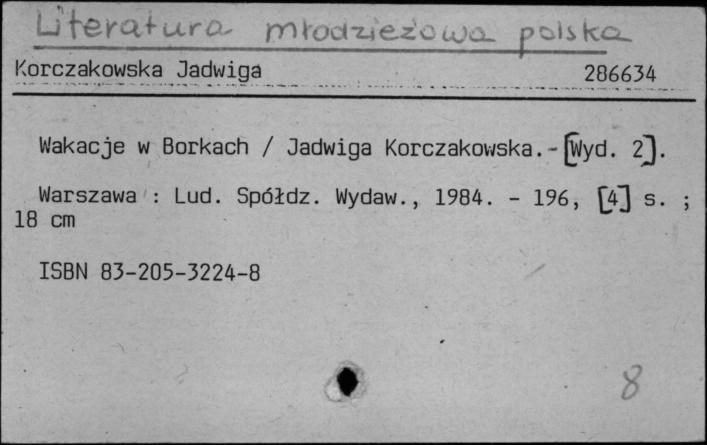 Literatura młodzieżowa polska
Korczakowska Jadwiga 286634
Wakacje w Borkach / Jadwiga Korczakowska.-[Wyd. 2].
Warszawa : Lud. Spółdz. Wydaw., 1984. - 196, [4] s. ;
18 cm
ISBN 83-205-3224-8
8